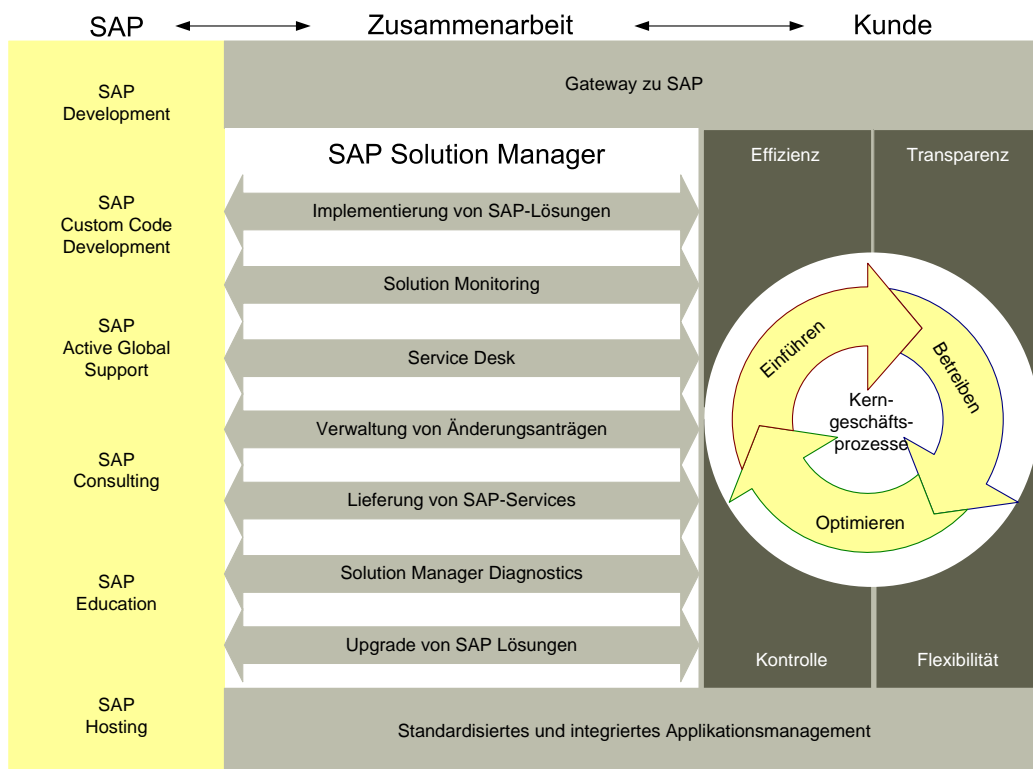 SAP
Zusammenarbeit
Kunde
SAP
Development
SAP
Custom Code
Development
SAP
Active Global
Support
SAP
Consulting
SAP
Education
SAP
Hosting
Gateway zu SAP
SAP Solution Manager
Implementierung von SAP-Lösungen
Solution Monitoring
Service Desk
Verwaltung von Änderungsanträgen
Lieferung von SAP-Services
Solution Manager Diagnostics
Upgrade von SAP Lösungen
Effizienz
Transparenz
Einführen
Betreiben
Kern-
geschäfts-
prozesse
Optimieren
Kontrolle
Flexibilität
Standardisiertes und integriertes Applikationsmanagement